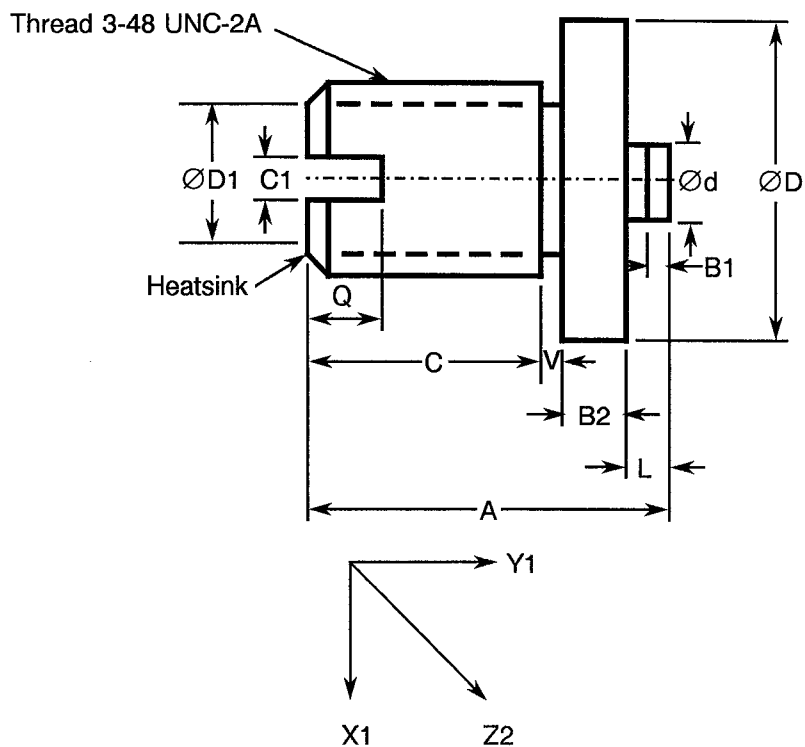 Thread 3-48 UNC-2A
ØD1
C1
Ød
ØD
B1
Heatsink
Q
C
V
B2
L
A
Y1
X1
Z2